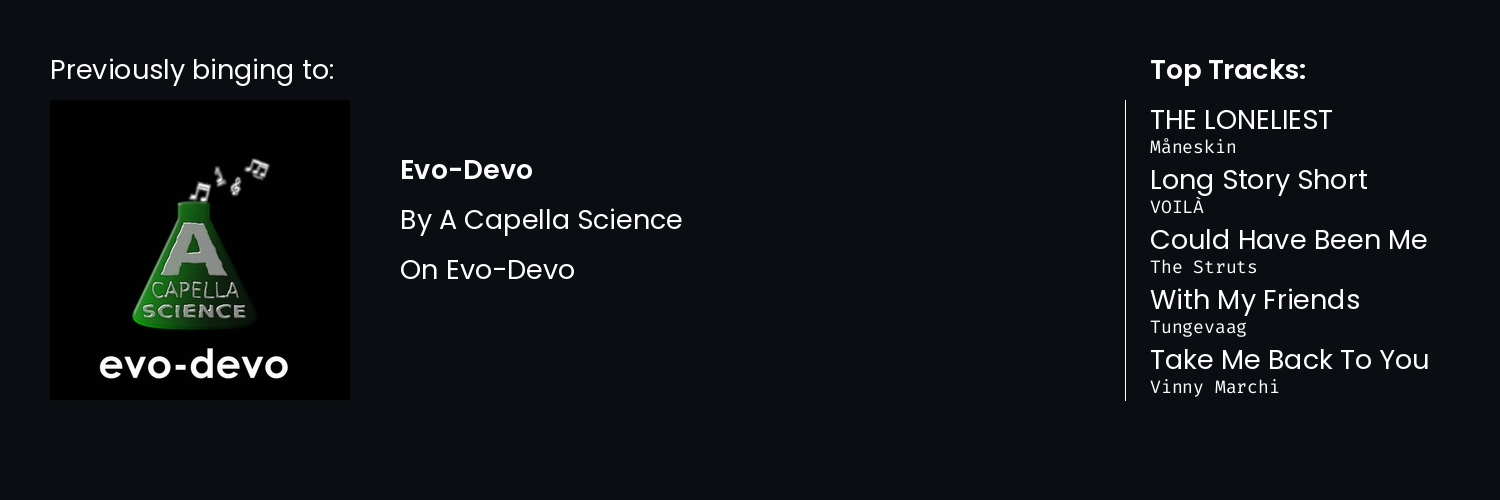 Previously binging to:
A
CAPELLA
SCIENCE
evo-devo
Evo-Devo
By A Capella Science
On Evo-Devo
Top Tracks:
THE LONELIEST
Måneskin
Long Story Short
VOILÀ
Could Have Been Me
The Struts
With My Friends
Tungevaag
Take Me Back To You
Vinny Marchi